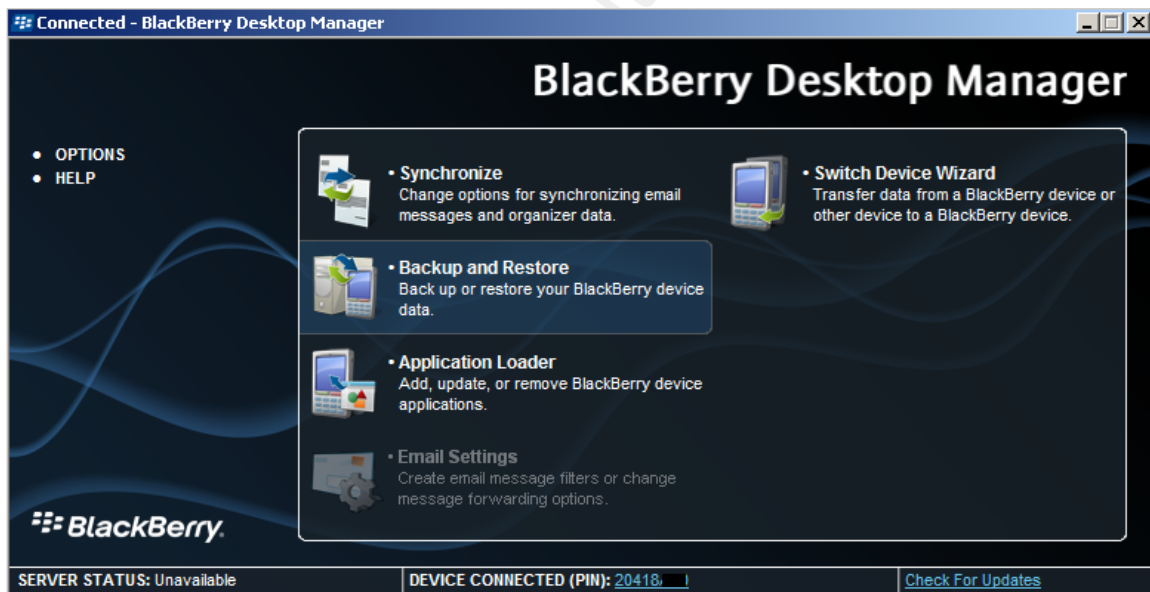 Connected - BlackBerry Desktop Manager
BlackBerry Desktop Manager
• OPTIONS
• HELP
• Synchronize
Change options for synchronizing email
messages and organizer data.
• Switch Device Wizard
Transfer data from a BlackBerry device or
other device to a BlackBerry device.
• Backup and Restore
Back up or restore your BlackBerry device
data.
• Application Loader
Add, update, or remove BlackBerry device
applications.
• Email Settings
Create email message filters or change
message forwarding options.
BlackBerry.
SERVER STATUS: Unavailable
DEVICE CONNECTED (PIN): 20418
Check For Updates